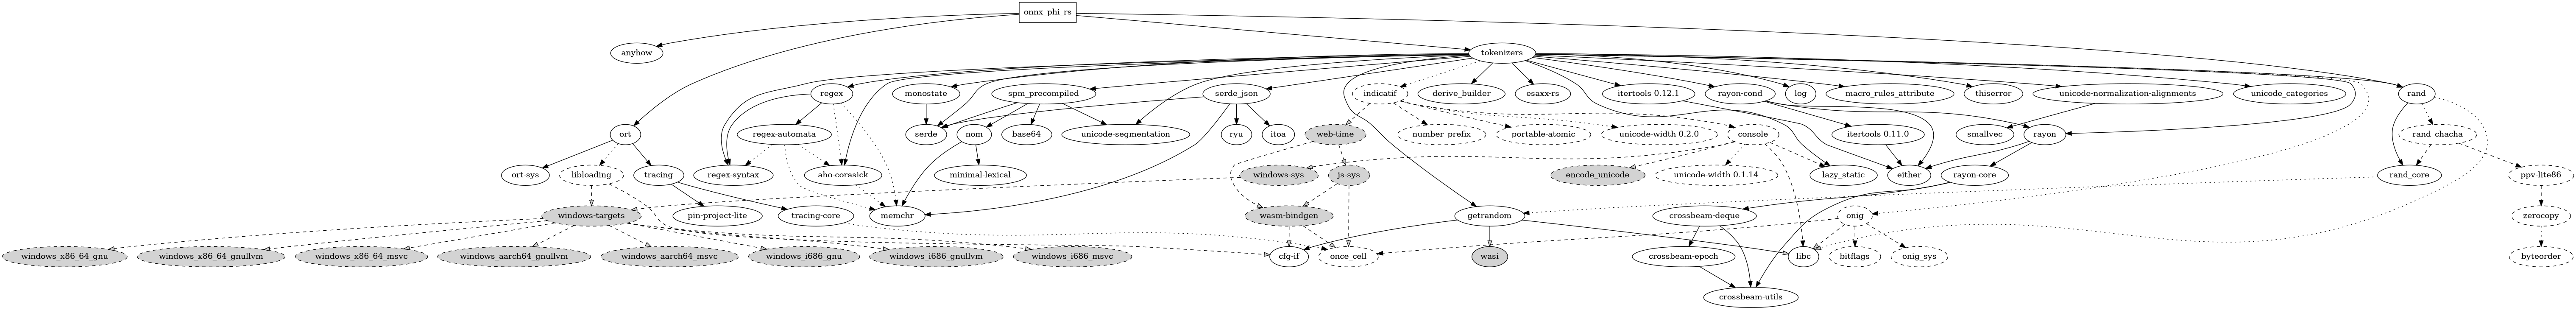 onnx_phi_rs
anyhow
tokenizers
regex
monostate
spm_precompiled
serde_json
indicatif
derive_builder
esaxx-rs
itertools 0.12.1
rayon-cond
log
macro_rules_attribute
thiserror
unicode-normalization-alignments
unicode_categories
rand
ort
regex-automata
serde
nom
base64
unicode-segmentation
ryu
itoa
web-time
number_prefix
portable-atomic
unicode-width 0.2.0
console
itertools 0.11.0
smallvec
rayon
rand_chacha
ort-sys
libloading
tracing
regex-syntax
aho-corasick
minimal-lexical
windows-sys
js-sys
encode_unicode
unicode-width 0.1.14
lazy_static
either
rayon-core
rand_core
ppv-lite86
windows-targets
pin-project-lite
tracing-core
memchr
wasm-bindgen
getrandom
crossbeam-deque
onig
zerocopy
windows_x86_64_gnu
windows_x86_64_gnullvm
windows_x86_64_msvc
windows_aarch64_gnullvm
windows_aarch64_msvc
windows_i686_gnu
windows_i686_gnullvm
windows_i686_msvc
cfg-if
once_cell
wasi
crossbeam-epoch
libc
bitflags
onig_sys
byteorder
crossbeam-utils